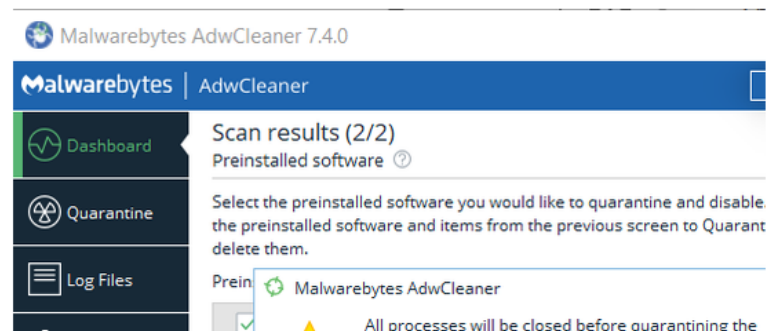 Malwarebytes AdwCleaner 7.4.0
Malwarebytes | AdwCleaner
Dashboard
Scan results (2/2)
Preinstalled software
Quarantine
Select the preinstalled software you would like to quarantine and disable.
the preinstalled software and items from the previous screen to Quarant
delete them.
Log Files
Prein
Malwarebytes AdwCleaner
All processes will be closed before quarantining the